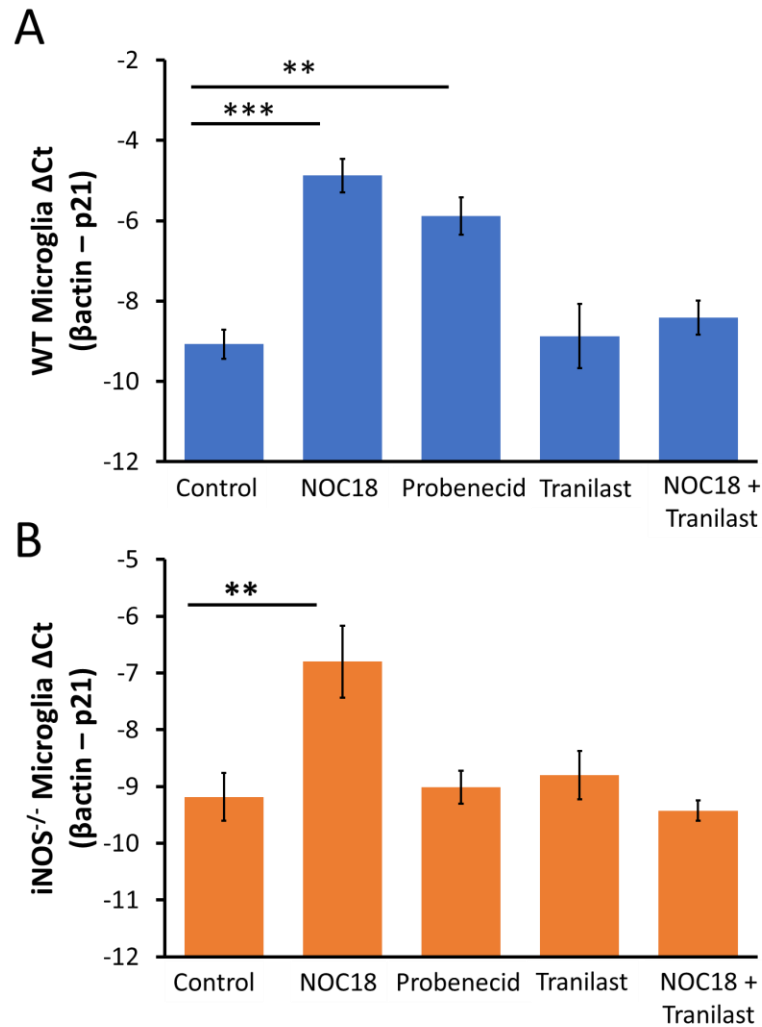 A
WT Microglia ΔCt
(βactin – p21)
-2
-4
-6
-8
-10
-12
**
***
Control
NOC18
Probenecid
Tranilast
NOC18 +
Tranilast
B
iNOS⁻/⁻ Microglia ΔCt
(βactin – p21)
-5
-6
-7
-8
-9
-10
-11
-12
**
Control
NOC18
Probenecid
Tranilast
NOC18 +
Tranilast